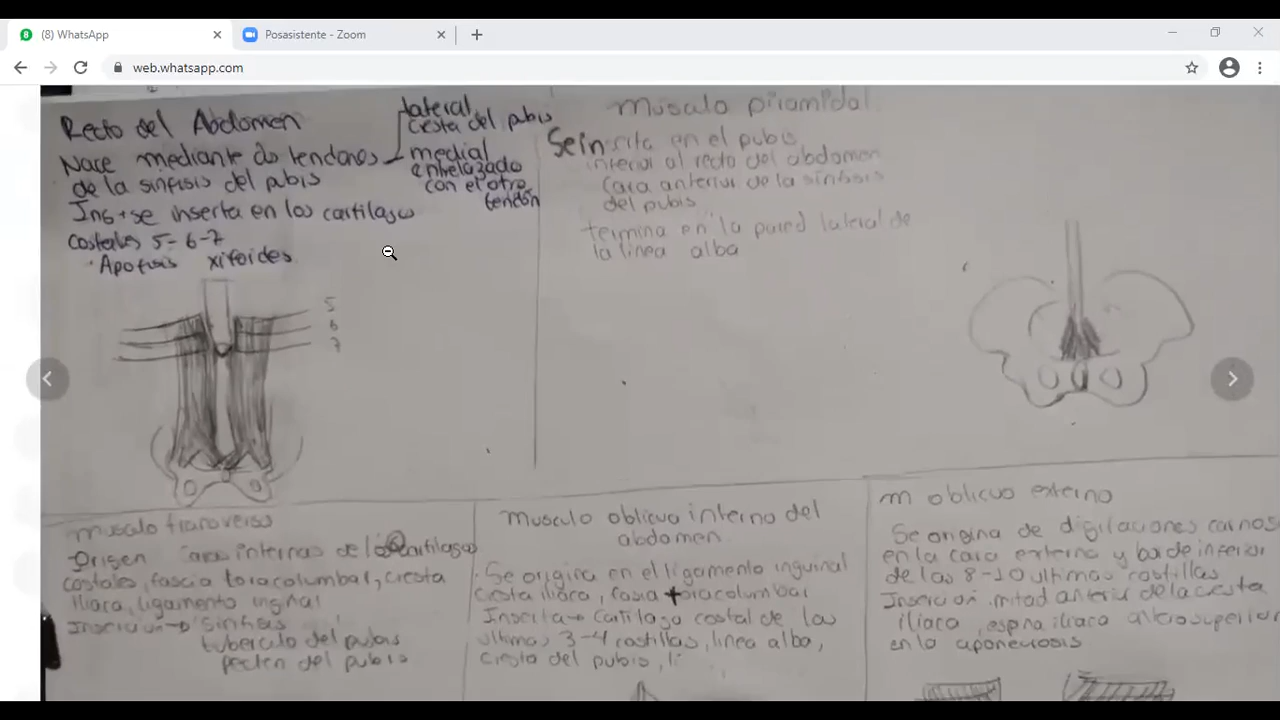 (8) WhatsApp
Posasistente - Zoom
web.whatsapp.com
Recto del Abdomen
Nace mediante do tendones
de la sinfisis del pubis
lateral
cresta del pubis
medial
entrelazado
con el otro
tendón
Ins → se inserta en los cartilagos
costales 5-6-7
Apofisis xifoides
5
6
7
musculo piramidal
Se inserta en el pubis
inferior al recto del abdomen
Cara anterior de la sinfisis
del pubis
termina en la pared lateral de
la linea alba
musculo transverso
Origen caras internas de los cartilagos
costales, fascia toracolumbar, cresta
iliaca, ligamento inginal
Insercion → sinfisis
tuberculo del pubis
pecten del pubis
Musculo oblicuo interno del
abdomen
Se origina en el ligamento inguinal
cresta iliaca, fasia toracolumbar
Inserta → Cartilago costal de las
ultimas 3-4 costillas, linea alba,
cresta del pubis, li
m oblicuo externo
Se origina de digitaciones carnos
en la cara externa y borde inferior
de las 8-10 ultimas costillas
Insercion, mitad anterior de la cresta
iliaca, espina iliaca anterosuperior
en la aponeurosis